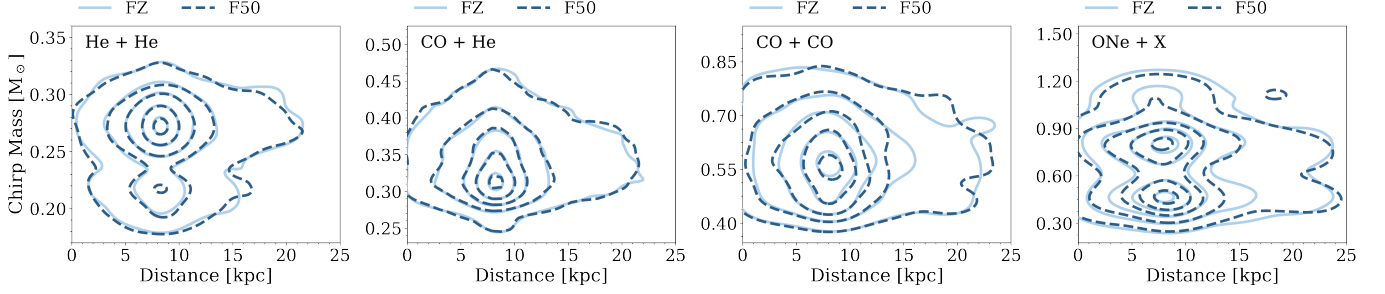 FZ F50 FZ F50 FZ F50 FZ F50
He + He
CO + He
CO + CO
ONe + X
Chirp Mass [M⊙]
0.35
0.30
0.25
0.20
0.50
0.45
0.40
0.35
0.30
0.25
0.85
0.70
0.55
0.40
1.50
1.20
0.90
0.60
0.30
0 5 10 15 20 25 0 5 10 15 20 25 0 5 10 15 20 25 0 5 10 15 20 25
Distance [kpc] Distance [kpc] Distance [kpc] Distance [kpc]